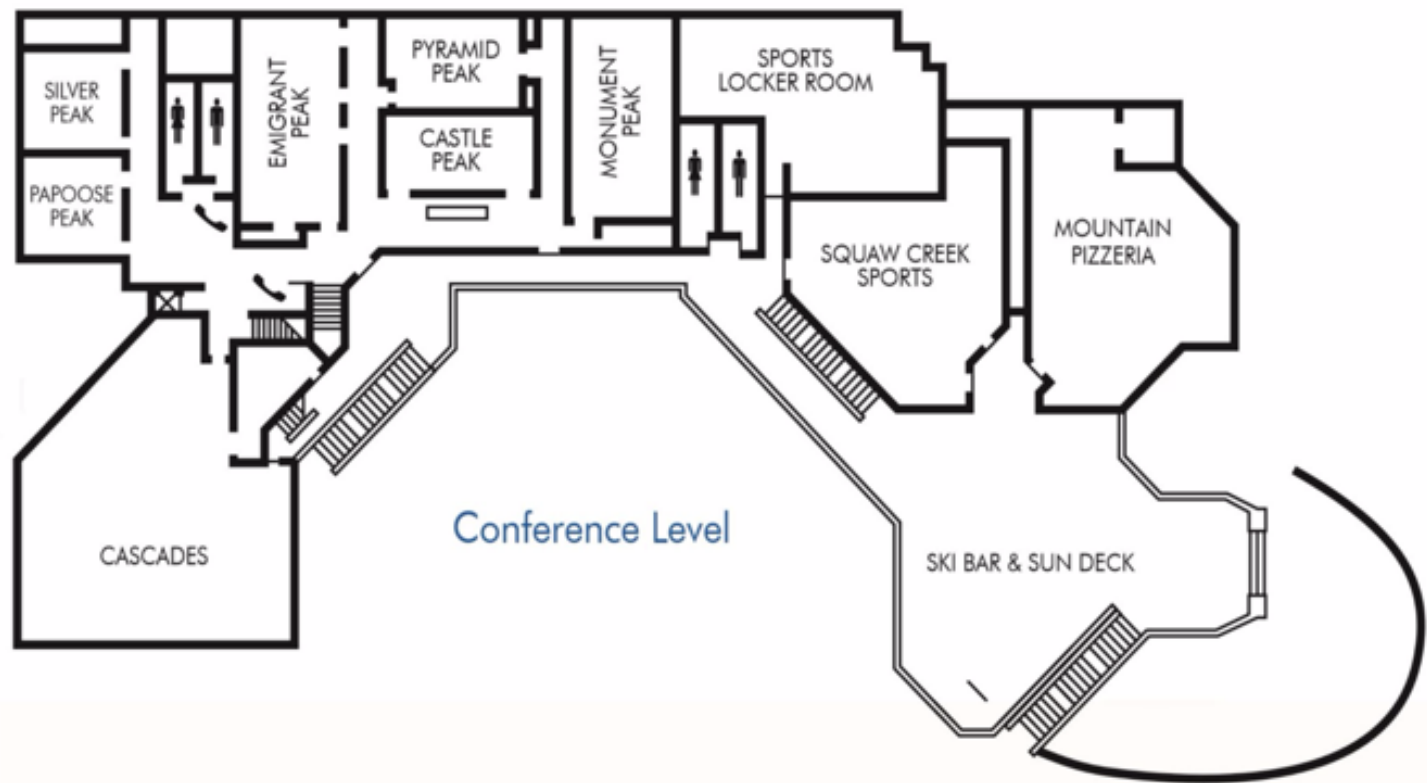 SILVER
PEAK
PAPOOSE
PEAK
EMIGRANT
PEAK
PYRAMID
PEAK
CASTLE
PEAK
MONUMENT
PEAK
SPORTS
LOCKER ROOM
SQUAW CREEK
SPORTS
MOUNTAIN
PIZZERIA
CASCADES
Conference Level
SKI BAR & SUN DECK